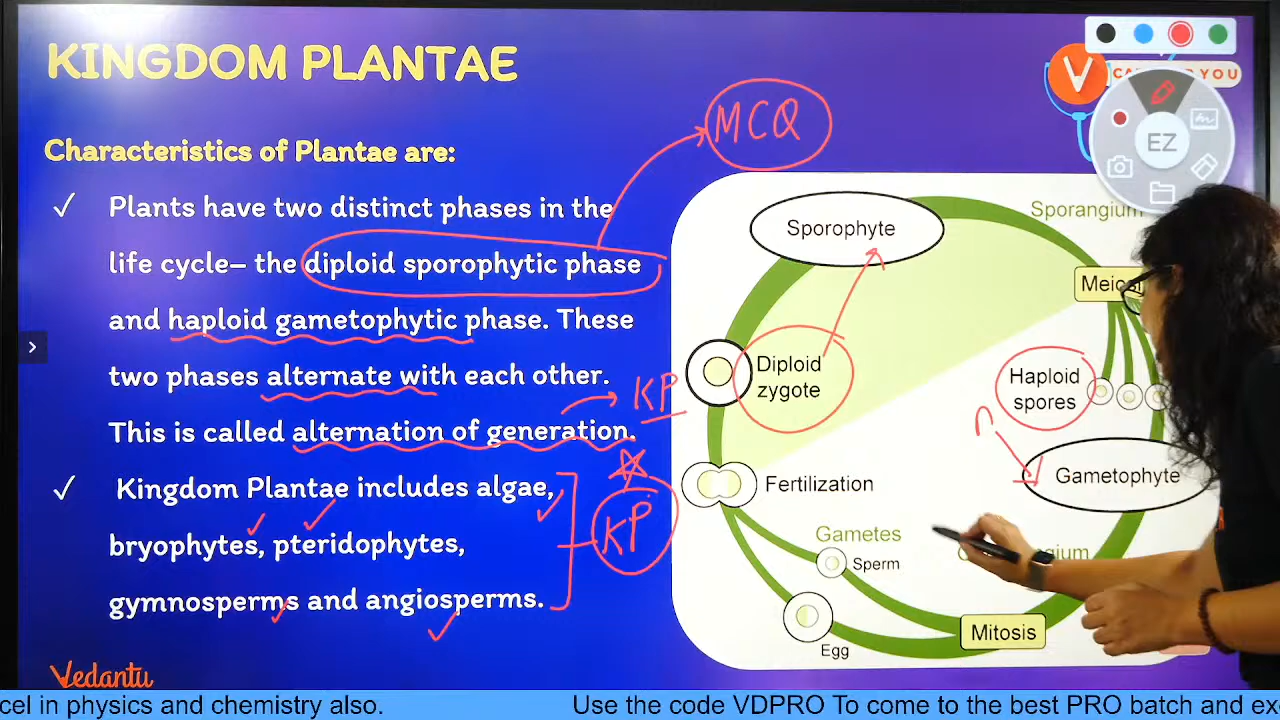 KINGDOM PLANTAE
Characteristics of Plantae are:
✓ Plants have two distinct phases in the
life cycle– the diploid sporophytic phase
and haploid gametophytic phase. These
two phases alternate with each other.
This is called alternation of generation.
✓ Kingdom Plantae includes algae,
bryophytes, pteridophytes,
gymnosperms and angiosperms.
MCQ
KP
KP
Sporophyte
Sporangium
Diploid
zygote
Haploid
spores
n
Gametophyte
Fertilization
Gametes
Sperm
Egg
Mitosis
EZ
V
YOU
Vedantu
cel in physics and chemistry also. Use the code VDPRO To come to the best PRO batch and ex